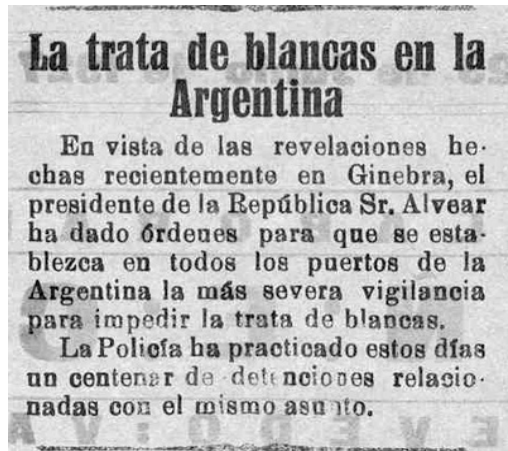 La trata de blancas en la
Argentina
En vista de las revelaciones he-
chas recientemente en Ginebra, el
presidente de la República Sr. Alvear
ha dado órdenes para que se esta-
blezca en todos los puertos de la
Argentina la más severa vigilancia
para impedir la trata de blancas.
La Policía ha practicado estos días
un centenar de detenciones relacio-
nadas con el mismo asunto.